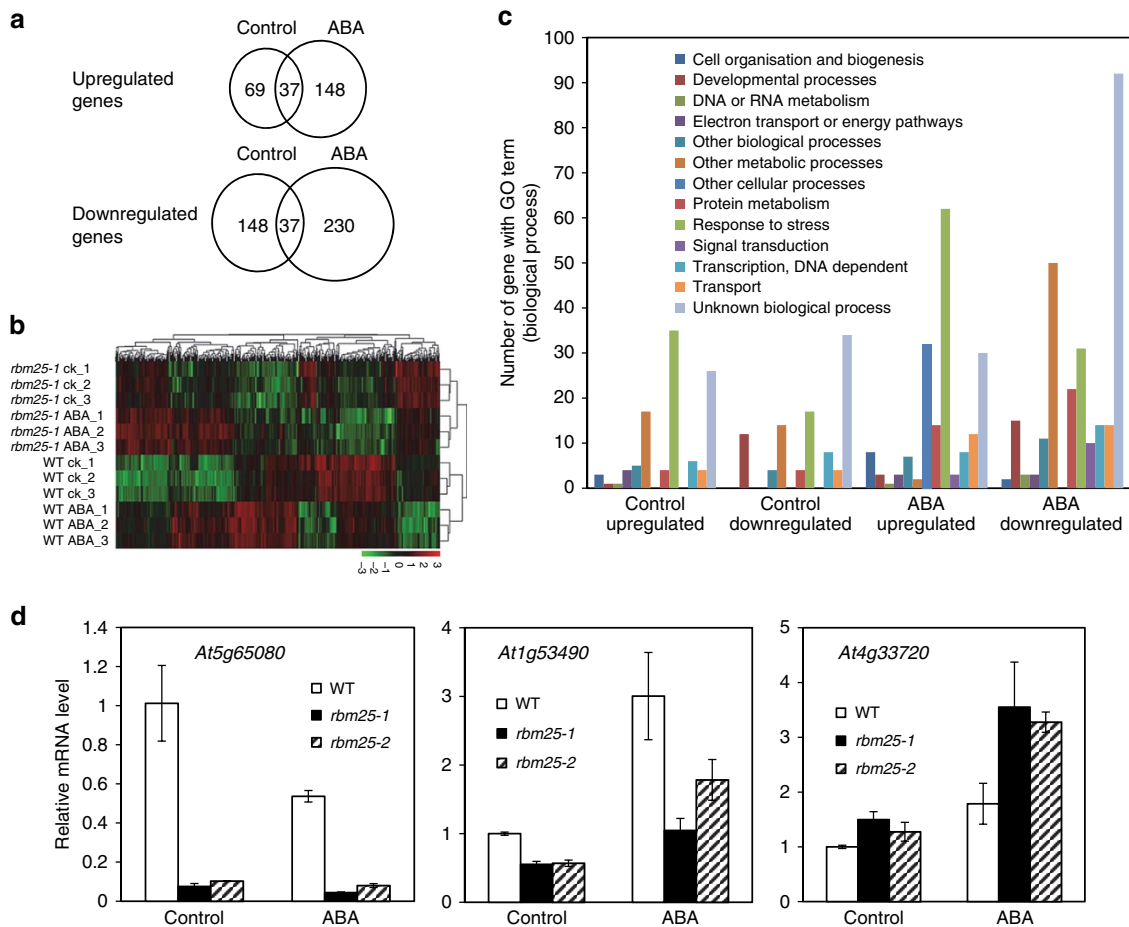 a
Control ABA
Upregulated
genes
69 37 148
Control ABA
Downregulated
genes
148 37 230
b
rbm25-1 ck_1
rbm25-1 ck_2
rbm25-1 ck_3
rbm25-1 ABA_1
rbm25-1 ABA_2
rbm25-1 ABA_3
WT ck_1
WT ck_2
WT ck_3
WT ABA_1
WT ABA_2
WT ABA_3
–3 –2 –1 0 1 2 3
c
Number of gene with GO term
(biological process)
100
90
80
70
60
50
40
30
20
10
0
Cell organisation and biogenesis
Developmental processes
DNA or RNA metabolism
Electron transport or energy pathways
Other biological processes
Other metabolic processes
Other cellular processes
Protein metabolism
Response to stress
Signal transduction
Transcription, DNA dependent
Transport
Unknown biological process
Control
upregulated
Control
downregulated
ABA
upregulated
ABA
downregulated
d
Relative mRNA level
1.4
1.2
1
0.8
0.6
0.4
0.2
0
At5g65080
WT
rbm25-1
rbm25-2
Control ABA
4
3
2
1
0
At1g53490
WT
rbm25-1
rbm25-2
Control ABA
5
4
3
2
1
0
At4g33720
WT
rbm25-1
rbm25-2
Control ABA